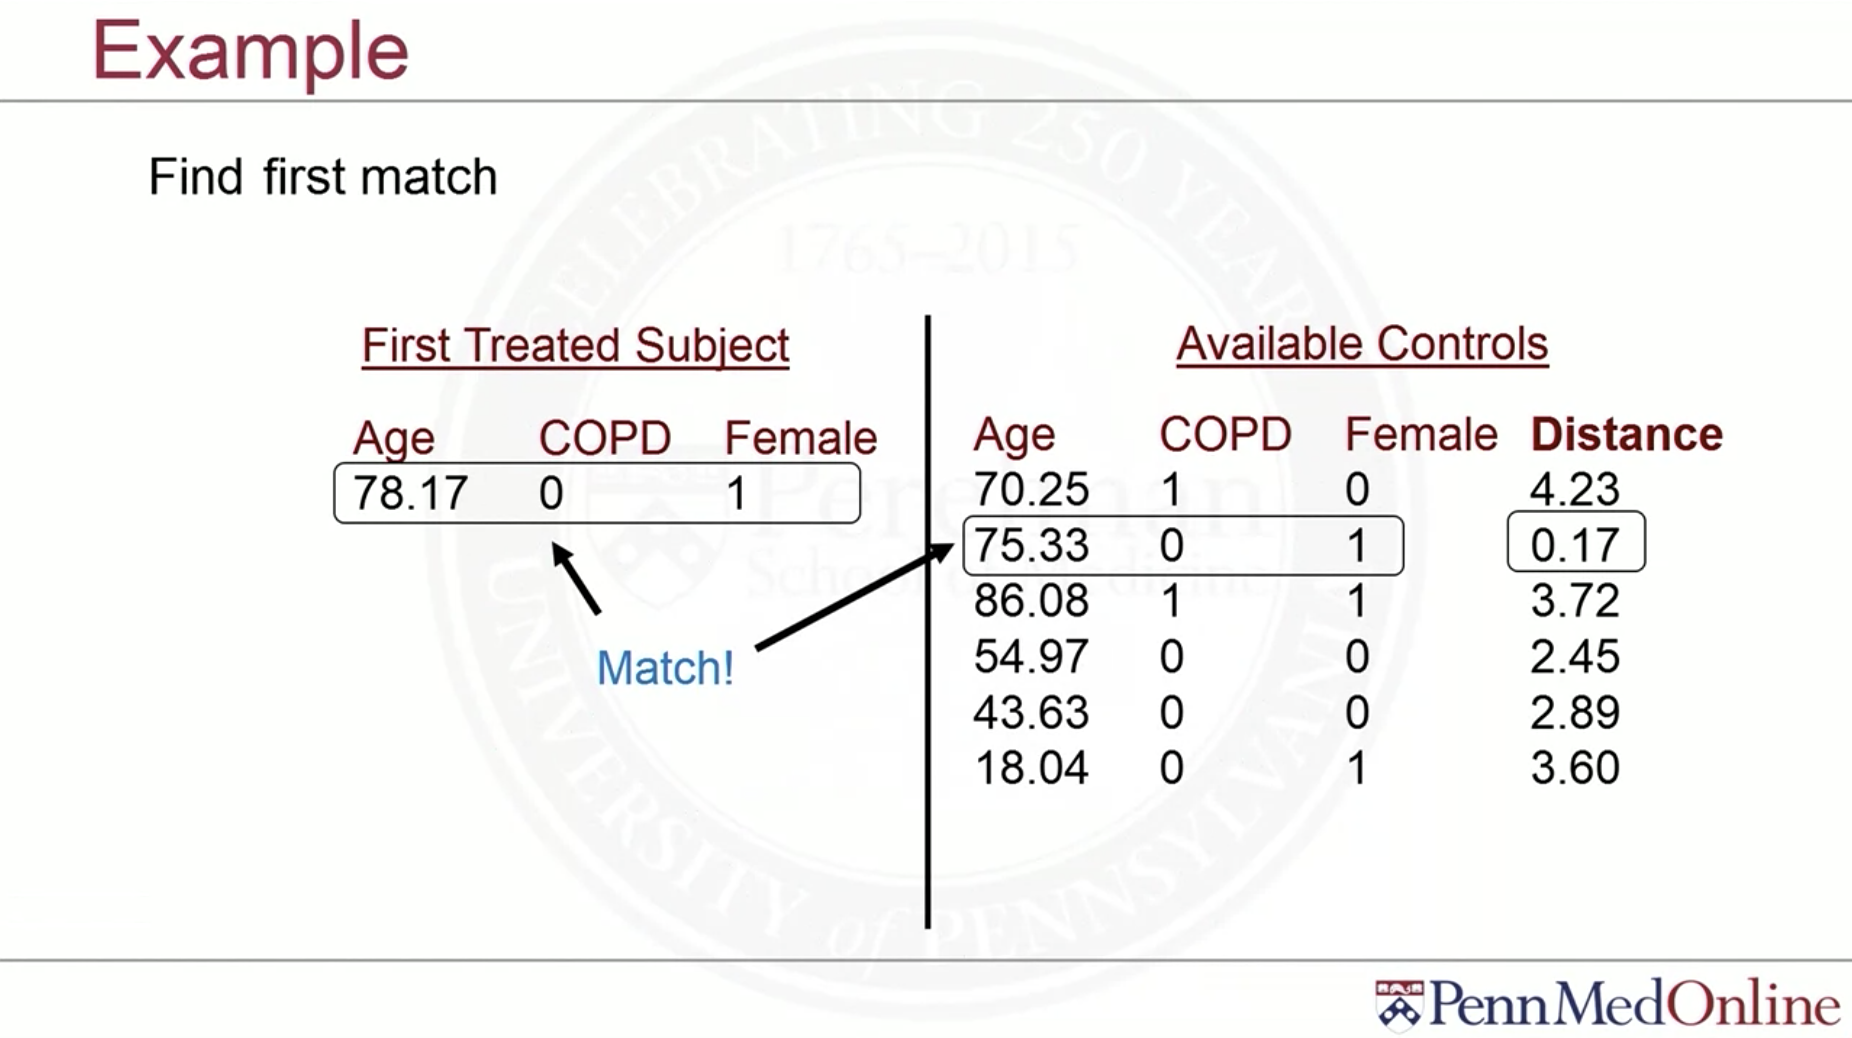 Example
Find first match
First Treated Subject
Age COPD Female
78.17 0 1
Match!
Available Controls
Age COPD Female Distance
70.25 1 0 4.23
75.33 0 1 0.17
86.08 1 1 3.72
54.97 0 0 2.45
43.63 0 0 2.89
18.04 0 1 3.60
CELEBRATING 250 YEARS
1765–2015
Perelman
School of Medicine
UNIVERSITY of PENNSYLVANIA
PennMedOnline